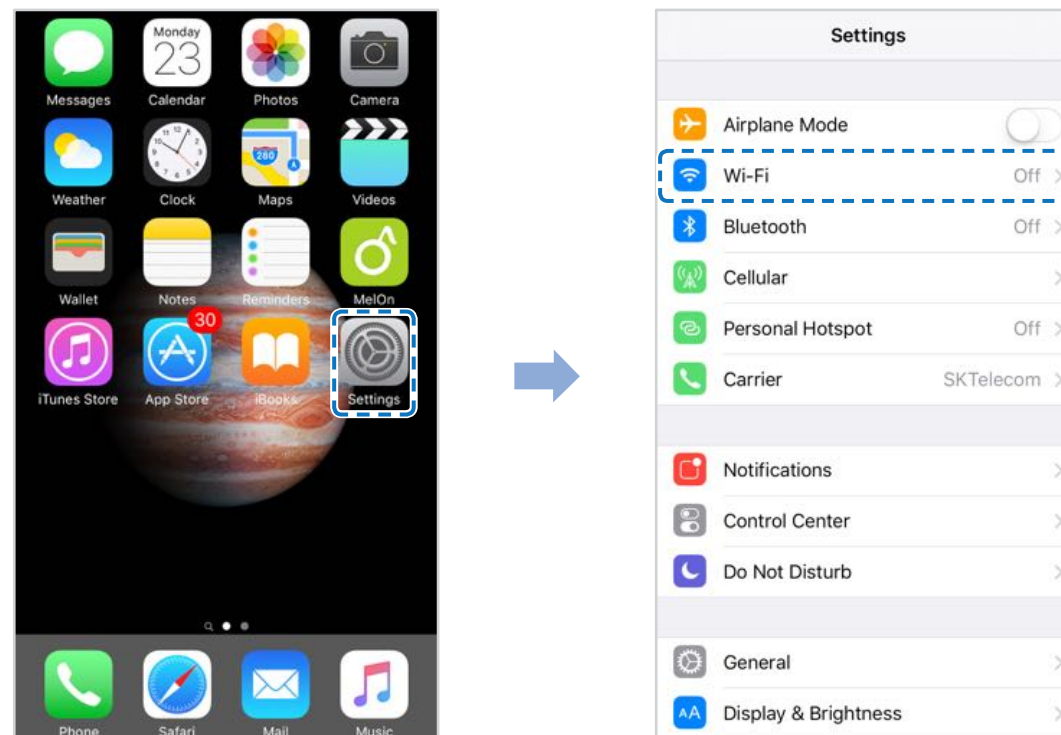 Monday
23
Messages Calendar Photos Camera
280
Weather Clock Maps Videos
Wallet Notes Reminders MelOn
30
iTunes Store App Store iBooks Settings
Phone Safari Mail Music
Settings
Airplane Mode
Wi-Fi Off
Bluetooth Off
Cellular
Personal Hotspot Off
Carrier SKTelecom
Notifications
Control Center
Do Not Disturb
General
AA Display & Brightness